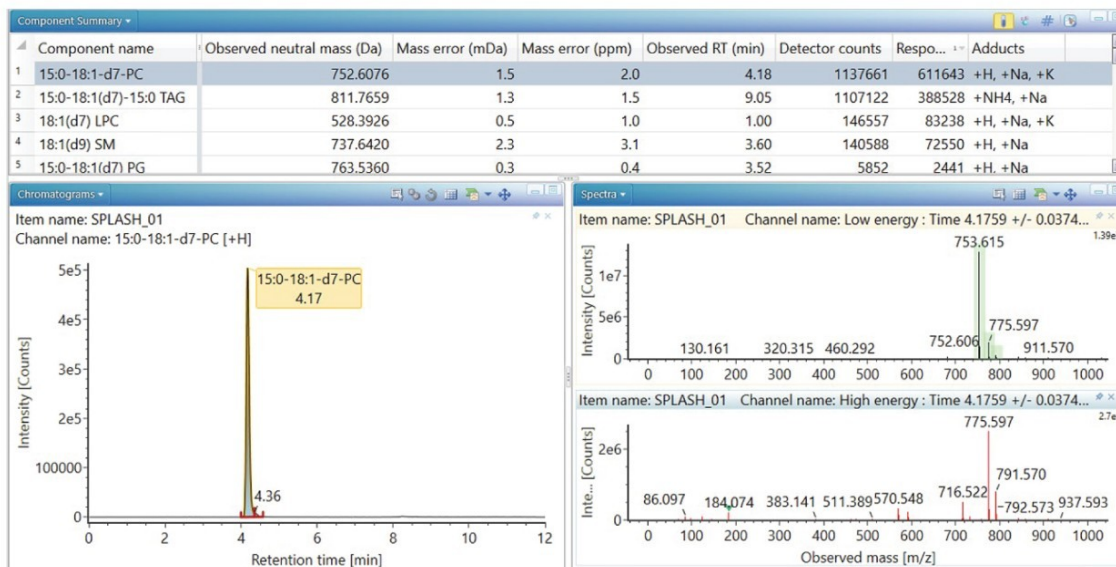 Component Summary
Component name Observed neutral mass (Da) Mass error (mDa) Mass error (ppm) Observed RT (min) Detector counts Respo... Adducts
1 15:0-18:1-d7-PC 752.6076 1.5 2.0 4.18 1137661 611643 +H, +Na, +K
2 15:0-18:1(d7)-15:0 TAG 811.7659 1.3 1.5 9.05 1107122 388528 +NH4, +Na
3 18:1(d7) LPC 528.3926 0.5 1.0 1.00 146557 83238 +H, +Na, +K
4 18:1(d9) SM 737.6420 2.3 3.1 3.60 140588 72550 +H, +Na
5 15:0-18:1(d7) PG 763.5360 0.3 0.4 3.52 5852 2441 +H, +Na
Chromatograms
Item name: SPLASH_01
Channel name: 15:0-18:1-d7-PC [+H]
Intensity [Counts]
5e5
4e5
3e5
2e5
100000
0
15:0-18:1-d7-PC
4.17
4.36
0 2 4 6 8 10 12
Retention time [min]
Spectra
Item name: SPLASH_01 Channel name: Low energy : Time 4.1759 +/- 0.0374...
1.39e
Intensity [Counts]
1e7
5e6
0
753.615
775.597
752.606
911.570
130.161 320.315 460.292
0 100 200 300 400 500 600 700 800 900 1000
Item name: SPLASH_01 Channel name: High energy : Time 4.1759 +/- 0.0374...
2.7e
Inte... [Counts]
2e6
0
775.597
791.570
86.097 184.074 383.141 511.389 570.548 716.522 792.573 937.593
0 100 200 300 400 500 600 700 800 900 1000
Observed mass [m/z]